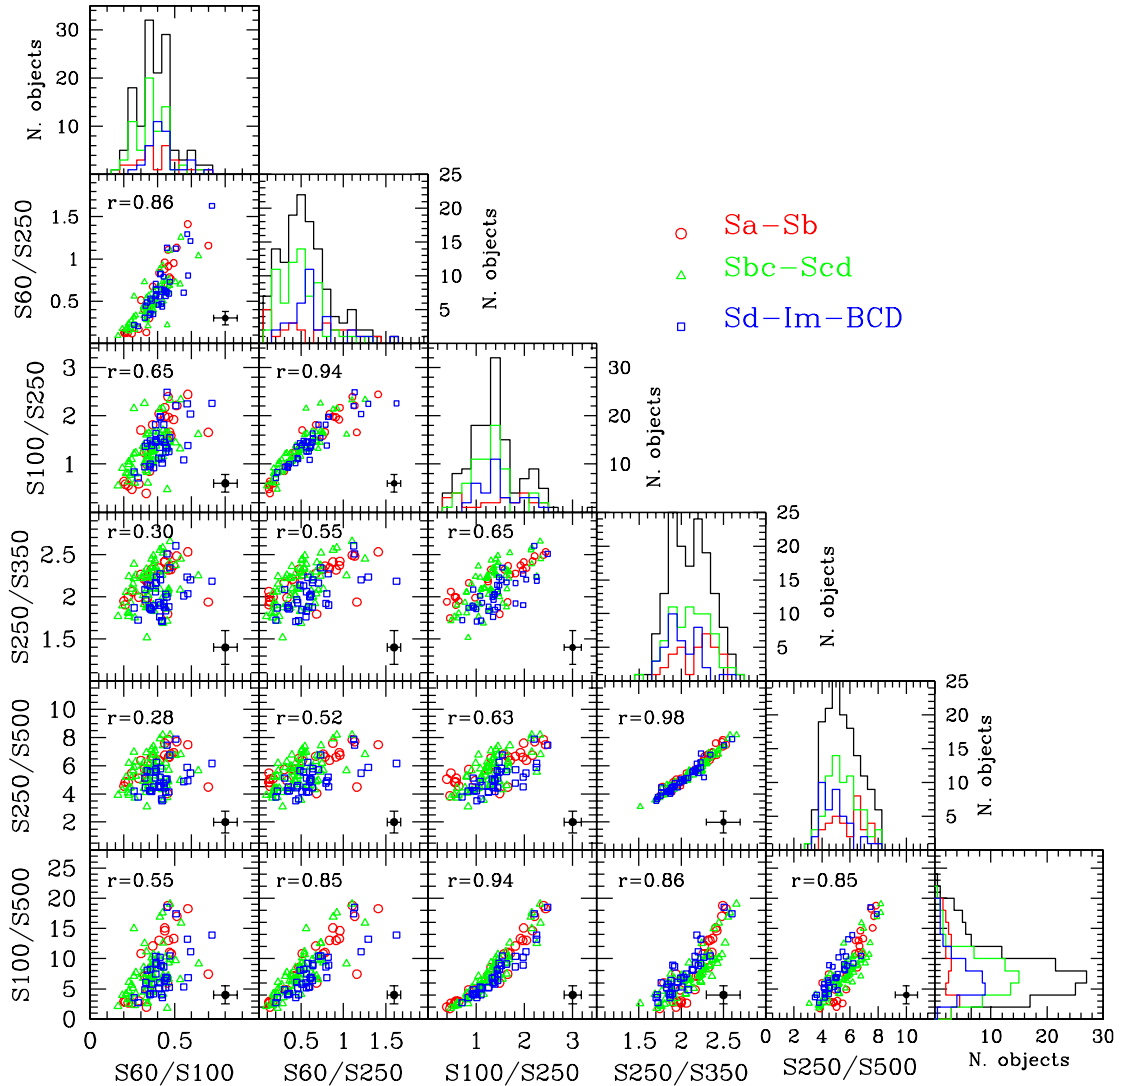 30
20
10
N. objects
r=0.86
1.5
1
0.5
S60/S250
25
20
15
10
5
N. objects
Sa-Sb
Sbc-Scd
Sd-Im-BCD
r=0.65
r=0.94
3
2
1
S100/S250
30
20
10
N. objects
r=0.30
r=0.55
r=0.65
2.5
2
1.5
S250/S350
25
20
15
10
5
N. objects
r=0.28
r=0.52
r=0.63
r=0.98
10
8
6
4
2
S250/S500
25
20
15
10
5
N. objects
r=0.55
r=0.85
r=0.94
r=0.86
r=0.85
25
20
15
10
5
0
S100/S500
0 0.5
0.5 1 1.5
1 2 3
1.5 2 2.5
0 2 4 6 8 10
10 20 30
S60/S100
S60/S250
S100/S250
S250/S350
S250/S500
N. objects